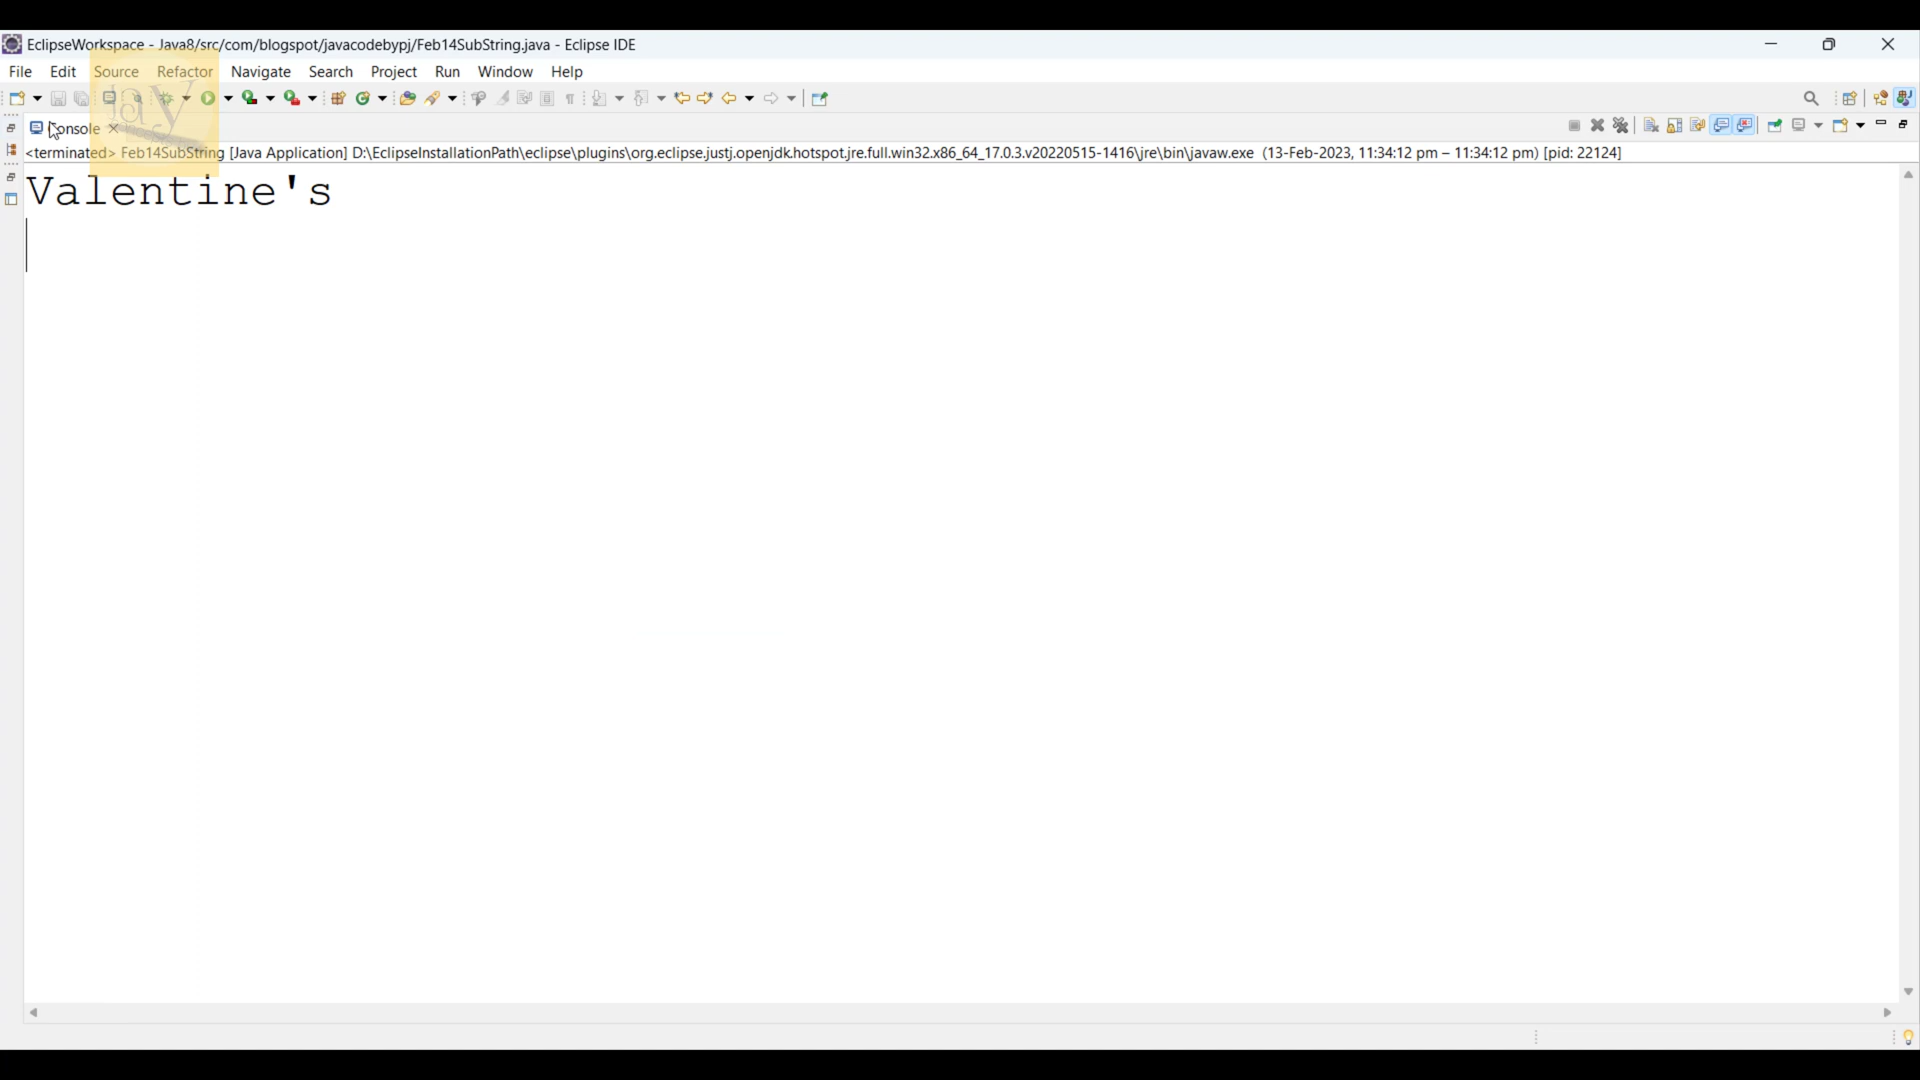 EclipseWorkspace - Java8/src/com/blogspot/javacodebypj/Feb14SubString.java - Eclipse IDE
File Edit Source Refactor Navigate Search Project Run Window Help
Console
<terminated> Feb14SubString [Java Application] D:\EclipseInstallationPath\eclipse\plugins\org.eclipse.justj.openjdk.hotspot.jre.full.win32.x86_64_17.0.3.v20220515-1416\jre\bin\javaw.exe (13-Feb-2023, 11:34:12 pm – 11:34:12 pm) [pid: 22124]
Valentine's